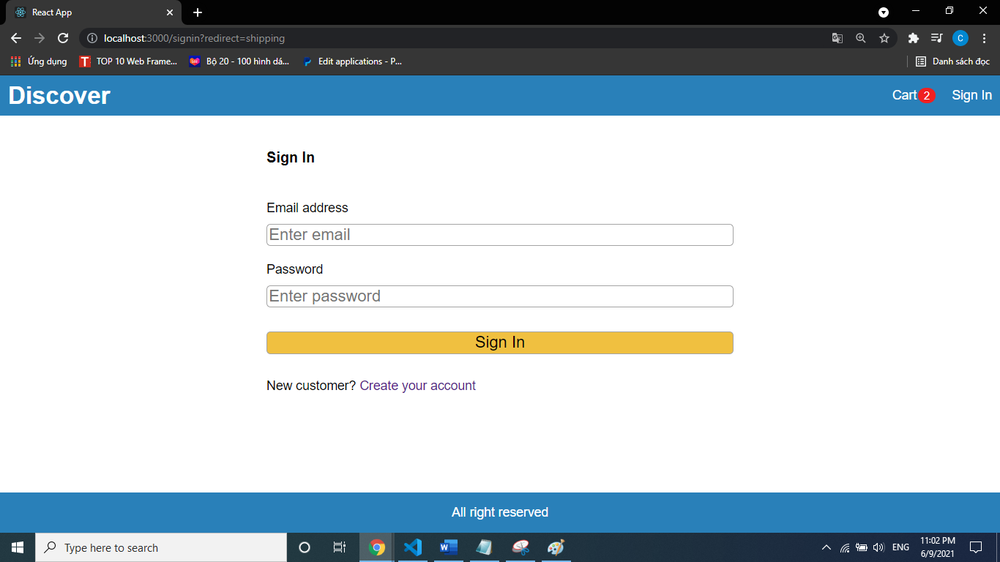 React App
localhost:3000/signin?redirect=shipping
Ứng dụng TOP 10 Web Frame... Bộ 20 - 100 hình dá... Edit applications - P... Danh sách đọc
Discover Cart 2 Sign In
Sign In
Email address
Enter email
Password
Enter password
Sign In
New customer? Create your account
All right reserved
Type here to search ENG 11:02 PM
6/9/2021